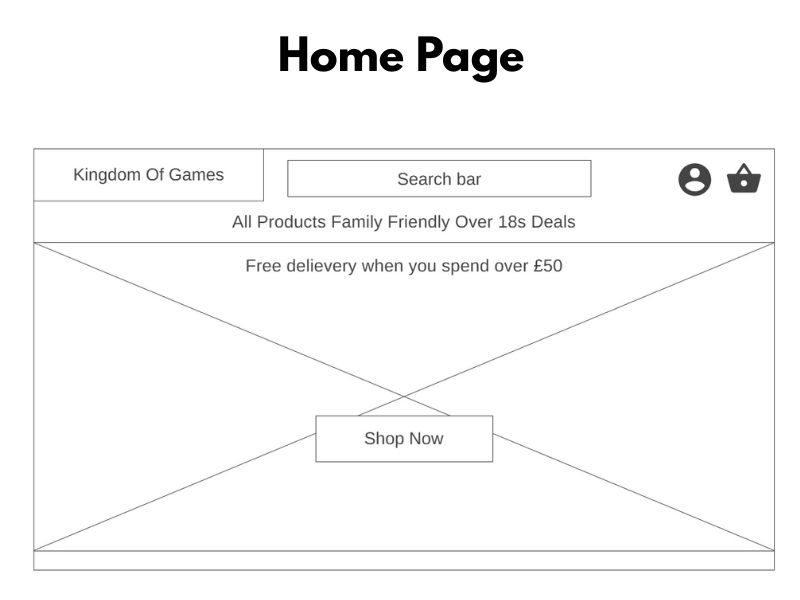 Home Page
Kingdom Of Games
Search bar
All Products Family Friendly Over 18s Deals
Free delievery when you spend over £50
Shop Now